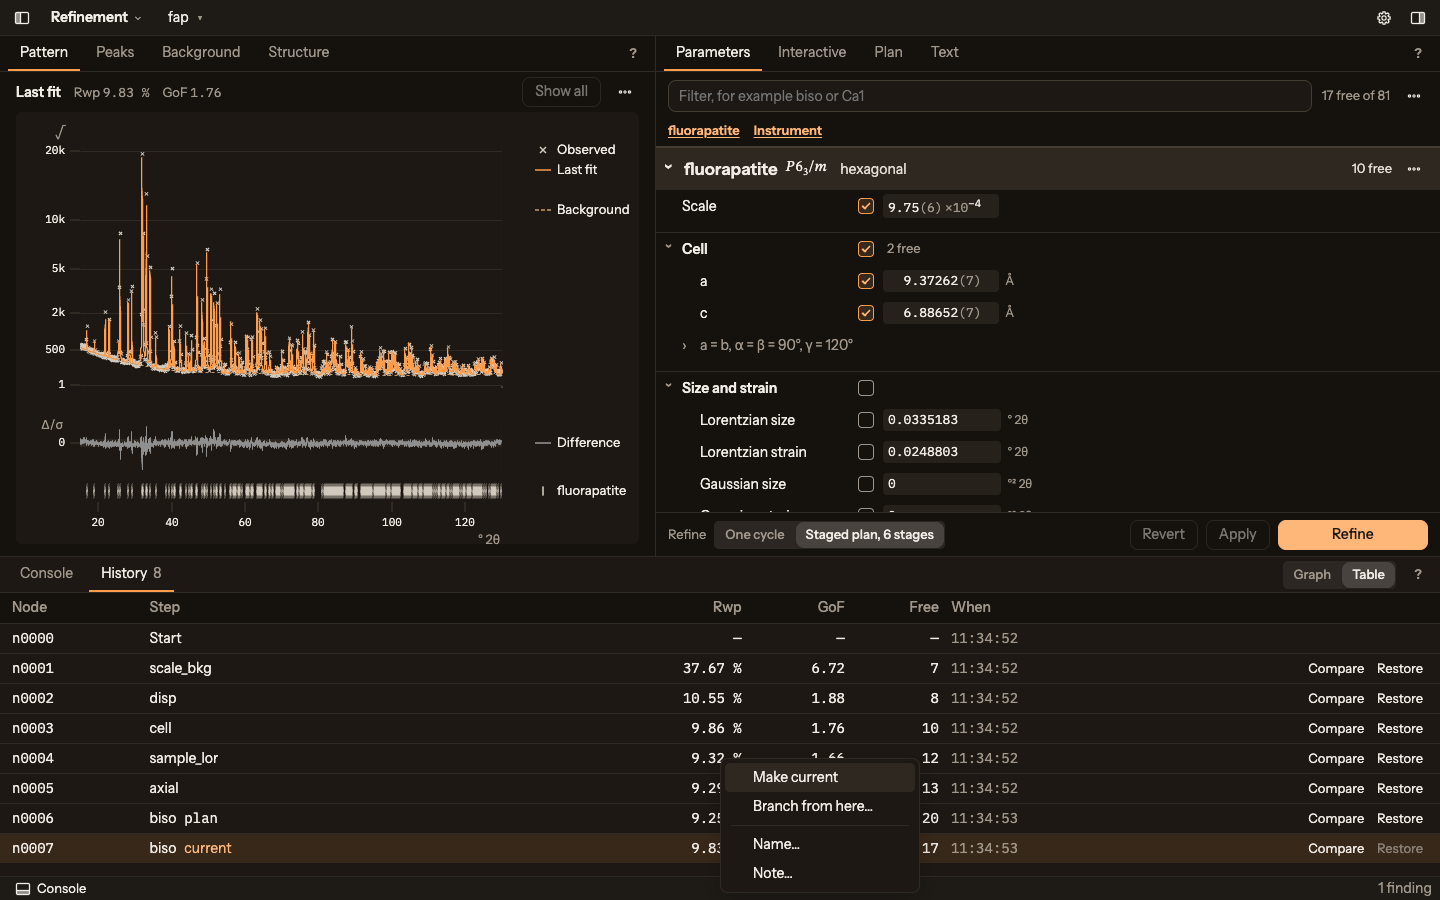 Refinement fap
Pattern Peaks Background Structure ?
Last fit Rwp 9.83 % GoF 1.76 Show all
√
20k
10k
5k
2k
500
1
Δ/σ
0
20 40 60 80 100 120
° 2θ
Observed
Last fit
Background
Difference
fluorapatite
Parameters Interactive Plan Text ?
Filter, for example biso or Ca1 17 free of 81
fluorapatite Instrument
fluorapatite P6₃/m hexagonal 10 free
Scale 9.75(6) ×10⁻⁴
Cell 2 free
a 9.37262(7) Å
c 6.88652(7) Å
a = b, α = β = 90°, γ = 120°
Size and strain
Lorentzian size 0.0335183 ° 2θ
Lorentzian strain 0.0248803 ° 2θ
Gaussian size 0 °² 2θ
Refine One cycle Staged plan, 6 stages Revert Apply Refine
Console History 8 Graph Table ?
Node Step Rwp GoF Free When
n0000 Start — — — 11:34:52
n0001 scale_bkg 37.67 % 6.72 7 11:34:52 Compare Restore
n0002 disp 10.55 % 1.88 8 11:34:52 Compare Restore
n0003 cell 9.86 % 1.76 10 11:34:52 Compare Restore
n0004 sample_lor 9.32 % 1.66 12 11:34:52 Compare Restore
n0005 axial 9.29 13 11:34:52 Compare Restore
n0006 biso plan 9.25 20 11:34:53 Compare Restore
n0007 biso current 9.83 17 11:34:53 Compare Restore
Make current
Branch from here...
Name...
Note...
Console 1 finding